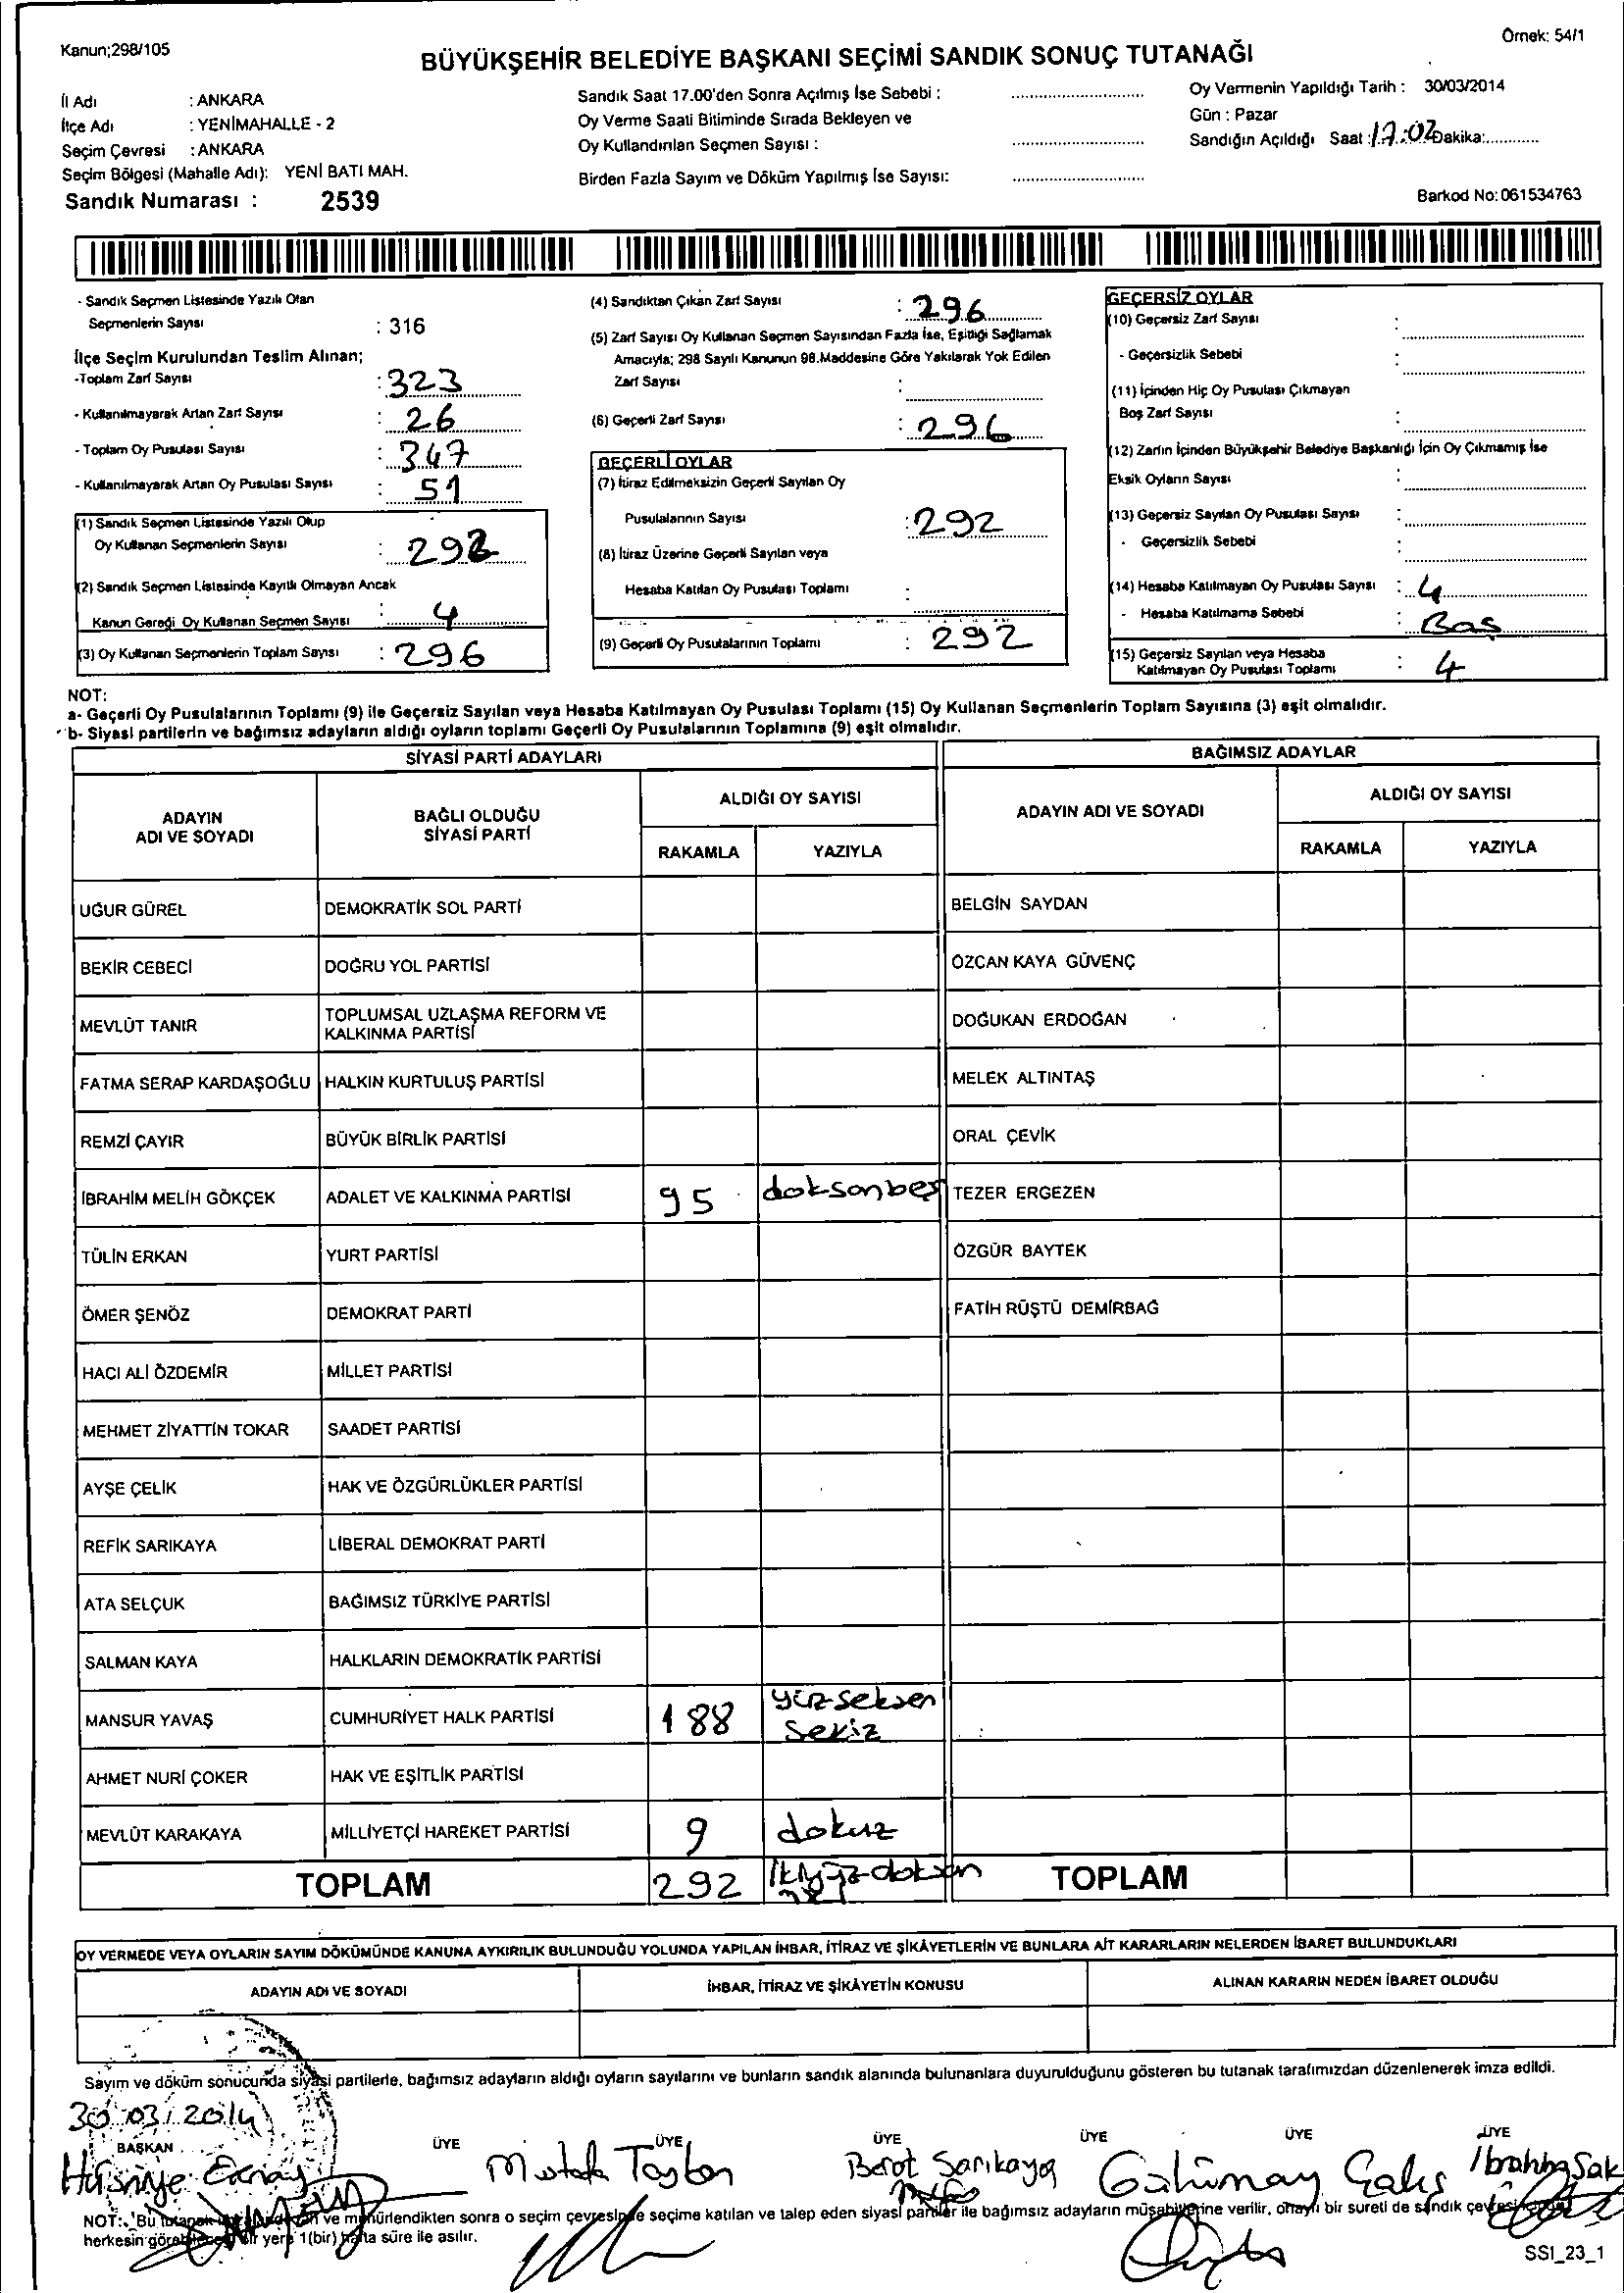 Kanun;298/105
Örnek: 54/1
BÜYÜKŞEHİR BELEDİYE BAŞKANI SEÇİMİ SANDIK SONUÇ TUTANAĞI
İl Adı : ANKARA
İlçe Adı : YENİMAHALLE - 2
Seçim Çevresi : ANKARA
Seçim Bölgesi (Mahalle Adı): YENİ BATI MAH.
Sandık Numarası : 2539
Sandık Saat 17.00'den Sonra Açılmış İse Sebebi :
Oy Verme Saati Bitiminde Sırada Bekleyen ve
Oy Kullandırılan Seçmen Sayısı :
Birden Fazla Sayım ve Döküm Yapılmış İse Sayısı:
Oy Vermenin Yapıldığı Tarih : 30/03/2014
Gün : Pazar
Sandığın Açıldığı Saat : 17:02 Dakika:
Barkod No: 061534763
- Sandık Seçmen Listesinde Yazılı Olan
Seçmenlerin Sayısı : 316
İlçe Seçim Kurulundan Teslim Alınan;
-Toplam Zarf Sayısı : 323
- Kullanılmayarak Artan Zarf Sayısı : 26
- Toplam Oy Pusulası Sayısı : 347
- Kullanılmayarak Artan Oy Pusulası Sayısı : 51
(1) Sandık Seçmen Listesinde Yazılı Olup
Oy Kullanan Seçmenlerin Sayısı : 292
(2) Sandık Seçmen Listesinde Kayıtlı Olmayan Ancak
Kanun Gereği Oy Kullanan Seçmen Sayısı : 4
(3) Oy Kullanan Seçmenlerin Toplam Sayısı : 296
(4) Sandıktan Çıkan Zarf Sayısı : 296
(5) Zarf Sayısı Oy Kullanan Seçmen Sayısından Fazla İse, Eşitliği Sağlamak
Amacıyla; 298 Sayılı Kanunun 98.Maddesine Göre Yakılarak Yok Edilen
Zarf Sayısı :
(6) Geçerli Zarf Sayısı : 296
GEÇERLİ OYLAR
(7) İtiraz Edilmeksizin Geçerli Sayılan Oy
Pusulalarının Sayısı : 292
(8) İtiraz Üzerine Geçerli Sayılan veya
Hesaba Katılan Oy Pusulası Toplamı :
(9) Geçerli Oy Pusulalarının Toplamı : 292
GEÇERSİZ OYLAR
(10) Geçersiz Zarf Sayısı :
- Geçersizlik Sebebi :
(11) İçinden Hiç Oy Pusulası Çıkmayan
Boş Zarf Sayısı :
(12) Zarfın İçinden Büyükşehir Belediye Başkanlığı İçin Oy Çıkmamış İse
Eksik Oyların Sayısı :
(13) Geçersiz Sayılan Oy Pusulası Sayısı :
- Geçersizlik Sebebi :
(14) Hesaba Katılmayan Oy Pusulası Sayısı : 4
- Hesaba Katılmama Sebebi : Boş
(15) Geçersiz Sayılan veya Hesaba
Katılmayan Oy Pusulası Toplamı : 4
NOT:
a- Geçerli Oy Pusulalarının Toplamı (9) ile Geçersiz Sayılan veya Hesaba Katılmayan Oy Pusulası Toplamı (15) Oy Kullanan Seçmenlerin Toplam Sayısına (3) eşit olmalıdır.
b- Siyasi partilerin ve bağımsız adayların aldığı oyların toplamı Geçerli Oy Pusulalarının Toplamına (9) eşit olmalıdır.
SİYASİ PARTİ ADAYLARI
BAĞIMSIZ ADAYLAR
ADAYIN
ADI VE SOYADI
BAĞLI OLDUĞU
SİYASİ PARTİ
ALDIĞI OY SAYISI
RAKAMLA YAZIYLA
ADAYIN ADI VE SOYADI
ALDIĞI OY SAYISI
RAKAMLA YAZIYLA
UĞUR GÜREL DEMOKRATİK SOL PARTİ BELGİN SAYDAN
BEKİR CEBECİ DOĞRU YOL PARTİSİ ÖZCAN KAYA GÜVENÇ
MEVLÜT TANIR TOPLUMSAL UZLAŞMA REFORM VE
KALKINMA PARTİSİ DOĞUKAN ERDOĞAN
FATMA SERAP KARDAŞOĞLU HALKIN KURTULUŞ PARTİSİ MELEK ALTINTAŞ
REMZİ ÇAYIR BÜYÜK BİRLİK PARTİSİ ORAL ÇEVİK
İBRAHİM MELİH GÖKÇEK ADALET VE KALKINMA PARTİSİ 95 doksanbeş TEZER ERGEZEN
TÜLİN ERKAN YURT PARTİSİ ÖZGÜR BAYTEK
ÖMER ŞENÖZ DEMOKRAT PARTİ FATİH RÜŞTÜ DEMİRBAĞ
HACI ALİ ÖZDEMİR MİLLET PARTİSİ
MEHMET ZİYATTİN TOKAR SAADET PARTİSİ
AYŞE ÇELİK HAK VE ÖZGÜRLÜKLER PARTİSİ
REFİK SARIKAYA LİBERAL DEMOKRAT PARTİ
ATA SELÇUK BAĞIMSIZ TÜRKİYE PARTİSİ
SALMAN KAYA HALKLARIN DEMOKRATİK PARTİSİ
MANSUR YAVAŞ CUMHURİYET HALK PARTİSİ 188 yüzseksen
sekiz
AHMET NURİ ÇOKER HAK VE EŞİTLİK PARTİSİ
MEVLÜT KARAKAYA MİLLİYETÇİ HAREKET PARTİSİ 9 dokuz
TOPLAM 292 ikiyüzdoksan TOPLAM
OY VERMEDE VEYA OYLARIN SAYIM DÖKÜMÜNDE KANUNA AYKIRILIK BULUNDUĞU YOLUNDA YAPILAN İHBAR, İTİRAZ VE ŞİKÂYETLERİN VE BUNLARA AİT KARARLARIN NELERDEN İBARET BULUNDUKLARI
ADAYIN ADI VE SOYADI İHBAR, İTİRAZ VE ŞİKÂYETİN KONUSU ALINAN KARARIN NEDEN İBARET OLDUĞU
Sayım ve döküm sonucunda siyasi partilerle, bağımsız adayların aldığı oyların sayılarını ve bunların sandık alanında bulunanlara duyurulduğunu gösteren bu tutanak tarafımızdan düzenlenerek imza edildi.
30/03/2014
BAŞKAN ÜYE ÜYE ÜYE ÜYE ÜYE ÜYE
Hüsniye Mustafa Berat Sarıkaya Gülümay Çalış
NOT: Bu tutanak ve mühürlendikten sonra o seçim çevresinde seçime katılan ve talep eden siyasi partiler ile bağımsız adayların müşahitlerine verilir, onaylı bir sureti de sandık
herkesin görebileceği bir yere 1(bir) hafta süre ile asılır.
SSI_23_1